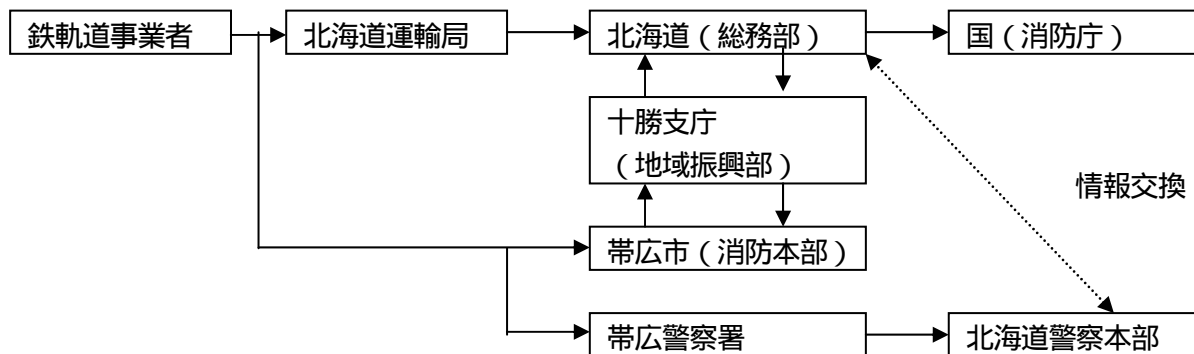 鉄軌道事業者
北海道運輸局
北海道（総務部）
国（消防庁）
十勝支庁
（地域振興部）
情報交換
帯広市（消防本部）
帯広警察署
北海道警察本部